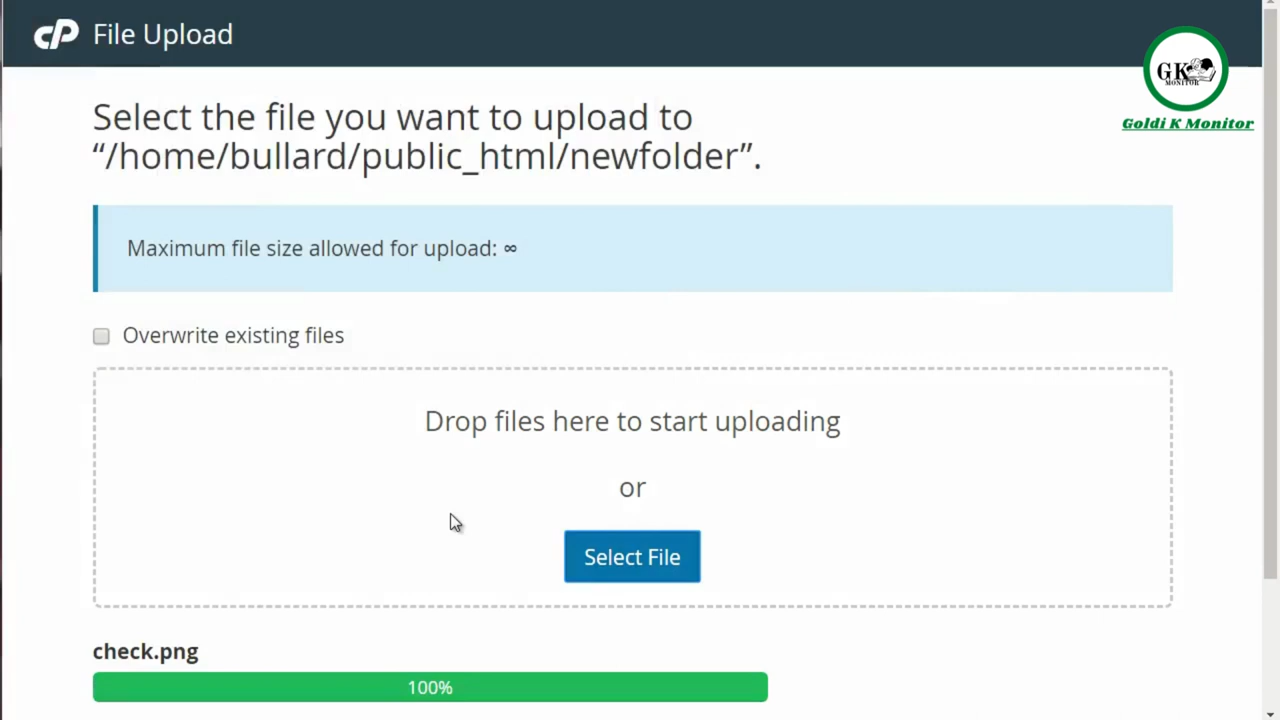 cP File Upload
GK
MONITOR
Goldi K Monitor
Select the file you want to upload to
“/home/bullard/public_html/newfolder”.
Maximum file size allowed for upload: ∞
Overwrite existing files
Drop files here to start uploading
or
Select File
check.png
100%